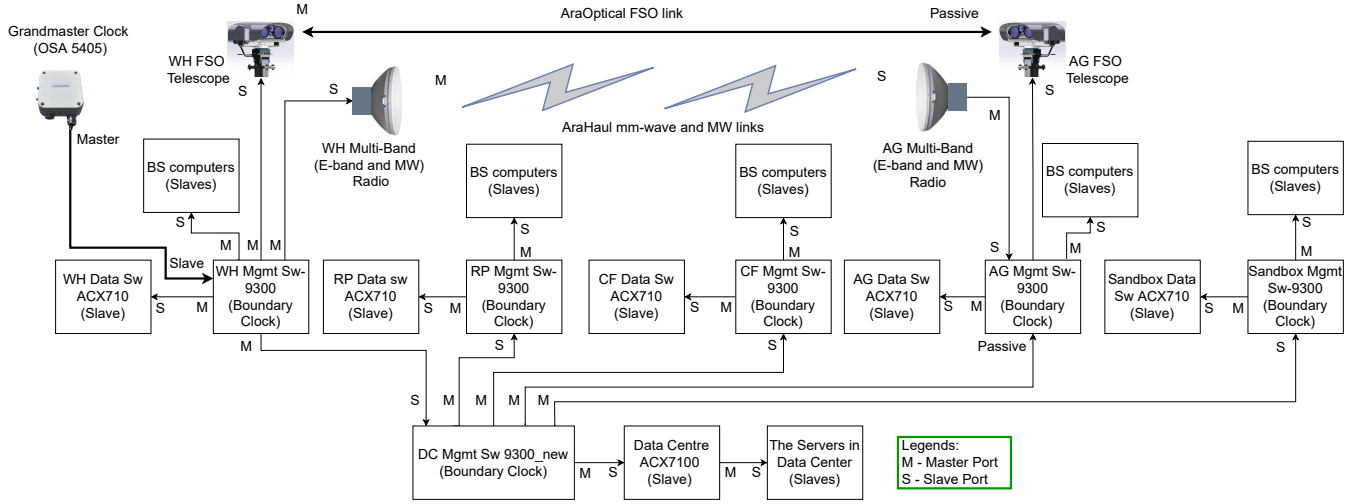 M
AraOptical FSO link
Passive
Grandmaster Clock
(OSA 5405)
WH FSO
Telescope
AG FSO
Telescope
S
S
M
S
S
S
M
M
AraHaul mm-wave and MW links
Master
WH Multi-Band
(E-band and MW)
Radio
AG Multi-Band
(E-band and MW)
Radio
BS computers
(Slaves)
BS computers
(Slaves)
BS computers
(Slaves)
BS computers
(Slaves)
BS computers
(Slaves)
S
M
M
M
S
M
S
M
S
S
M
S
M
Slave
WH Data Sw
ACX710
(Slave)
S
M
WH Mgmt Sw-
9300
(Boundary
Clock)
RP Data sw
ACX710
(Slave)
S
M
RP Mgmt Sw-
9300
(Boundary
Clock)
CF Data Sw
ACX710
(Slave)
S
M
CF Mgmt Sw-
9300
(Boundary
Clock)
AG Data Sw
ACX710
(Slave)
S
M
AG Mgmt Sw-
9300
(Boundary
Clock)
Sandbox Data
Sw ACX710
(Slave)
S
M
Sandbox Mgmt
Sw-9300
(Boundary
Clock)
M
S
S
Passive
S
S
M
M
M
M
DC Mgmt Sw 9300_new
(Boundary Clock)
M
S
Data Centre
ACX7100
(Slave)
M
S
The Servers in
Data Center
(Slaves)
Legends:
M - Master Port
S - Slave Port